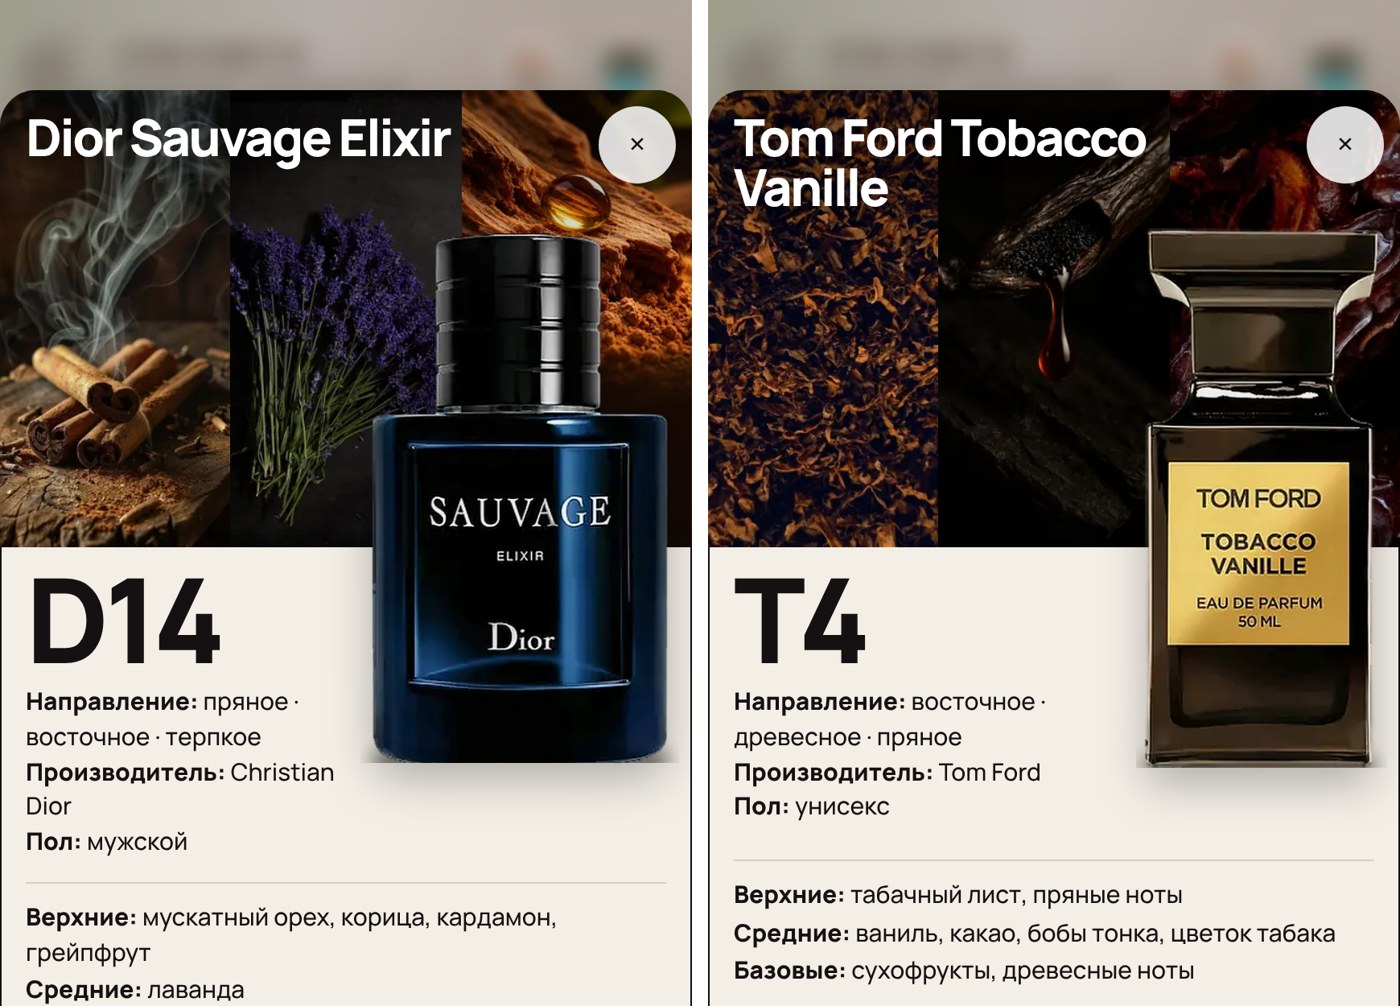 Dior Sauvage Elixir
×
SAUVAGE
ELIXIR
Dior
D14
Направление: пряное ·
восточное · терпкое
Производитель: Christian
Dior
Пол: мужской
Верхние: мускатный орех, корица, кардамон,
грейпфрут
Средние: лаванда
Tom Ford Tobacco
Vanille
×
TOM FORD
TOBACCO
VANILLE
EAU DE PARFUM
50 ML
T4
Направление: восточное ·
древесное · пряное
Производитель: Tom Ford
Пол: унисекс
Верхние: табачный лист, пряные ноты
Средние: ваниль, какао, бобы тонка, цветок табака
Базовые: сухофрукты, древесные ноты